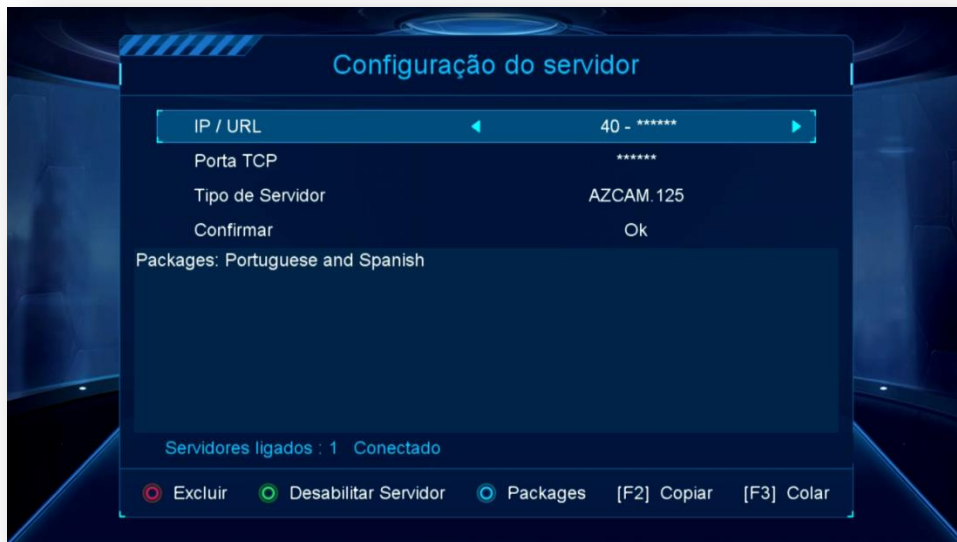 Configuração do servidor
IP / URL 40 - ******
Porta TCP ******
Tipo de Servidor AZCAM.125
Confirmar Ok
Packages: Portuguese and Spanish
Servidores ligados : 1 Conectado
Excluir Desabilitar Servidor Packages [F2] Copiar [F3] Colar